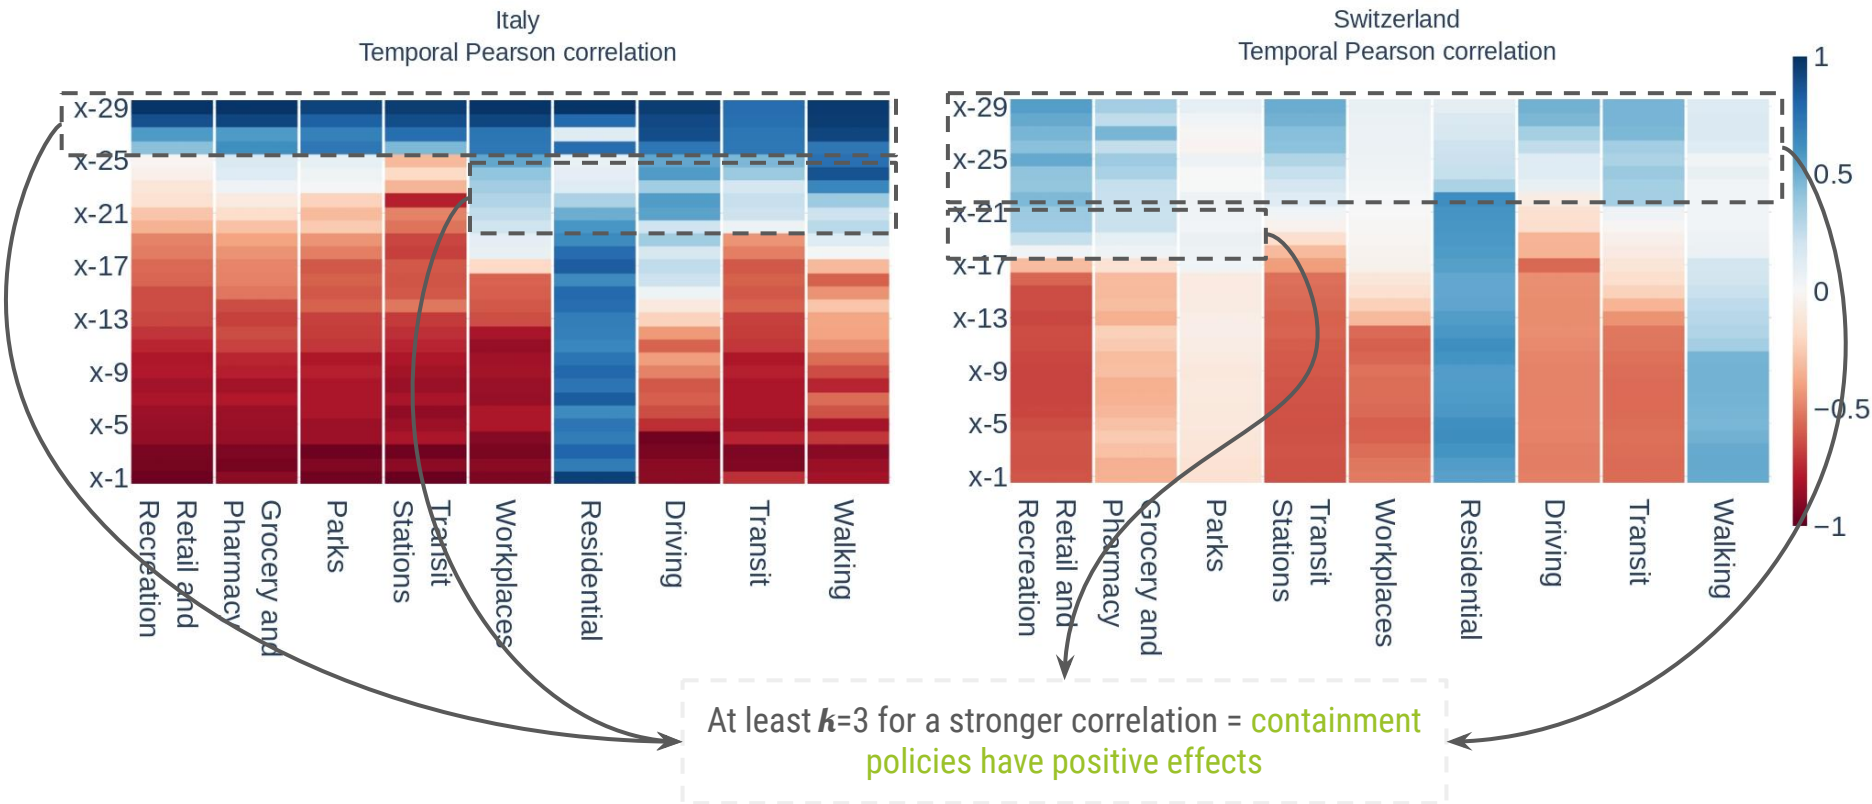 Italy
Temporal Pearson correlation
x-29
x-25
x-21
x-17
x-13
x-9
x-5
x-1
Retail and
Recreation
Grocery and
Pharmacy
Parks
Transit
Stations
Workplaces
Residential
Driving
Transit
Walking
Switzerland
Temporal Pearson correlation
x-29
x-25
x-21
x-17
x-13
x-9
x-5
x-1
Retail and
Recreation
Grocery and
Pharmacy
Parks
Transit
Stations
Workplaces
Residential
Driving
Transit
Walking
1
0.5
0
−0.5
−1
At least k=3 for a stronger correlation = containment
policies have positive effects